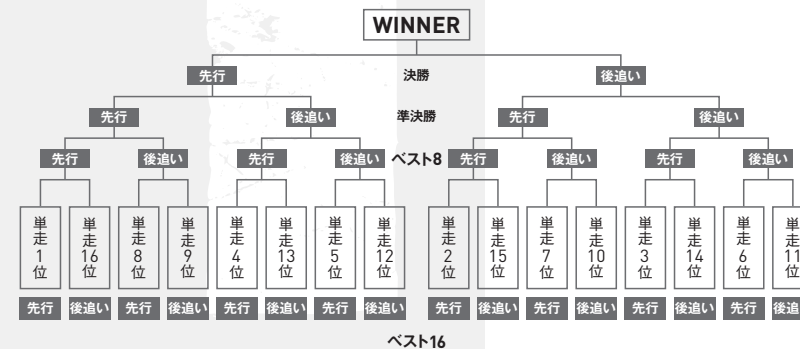 WINNER
先行 決勝 後追い
先行 後追い 準決勝 先行 後追い
先行 後追い 先行 後追い ベスト8 先行 後追い 先行 後追い
単走1位 単走16位 単走8位 単走9位 単走4位 単走13位 単走5位 単走12位 単走2位 単走15位 単走7位 単走10位 単走3位 単走14位 単走6位 単走11位
先行 後追い 先行 後追い 先行 後追い 先行 後追い 先行 後追い 先行 後追い 先行 後追い 先行 後追
ベスト16